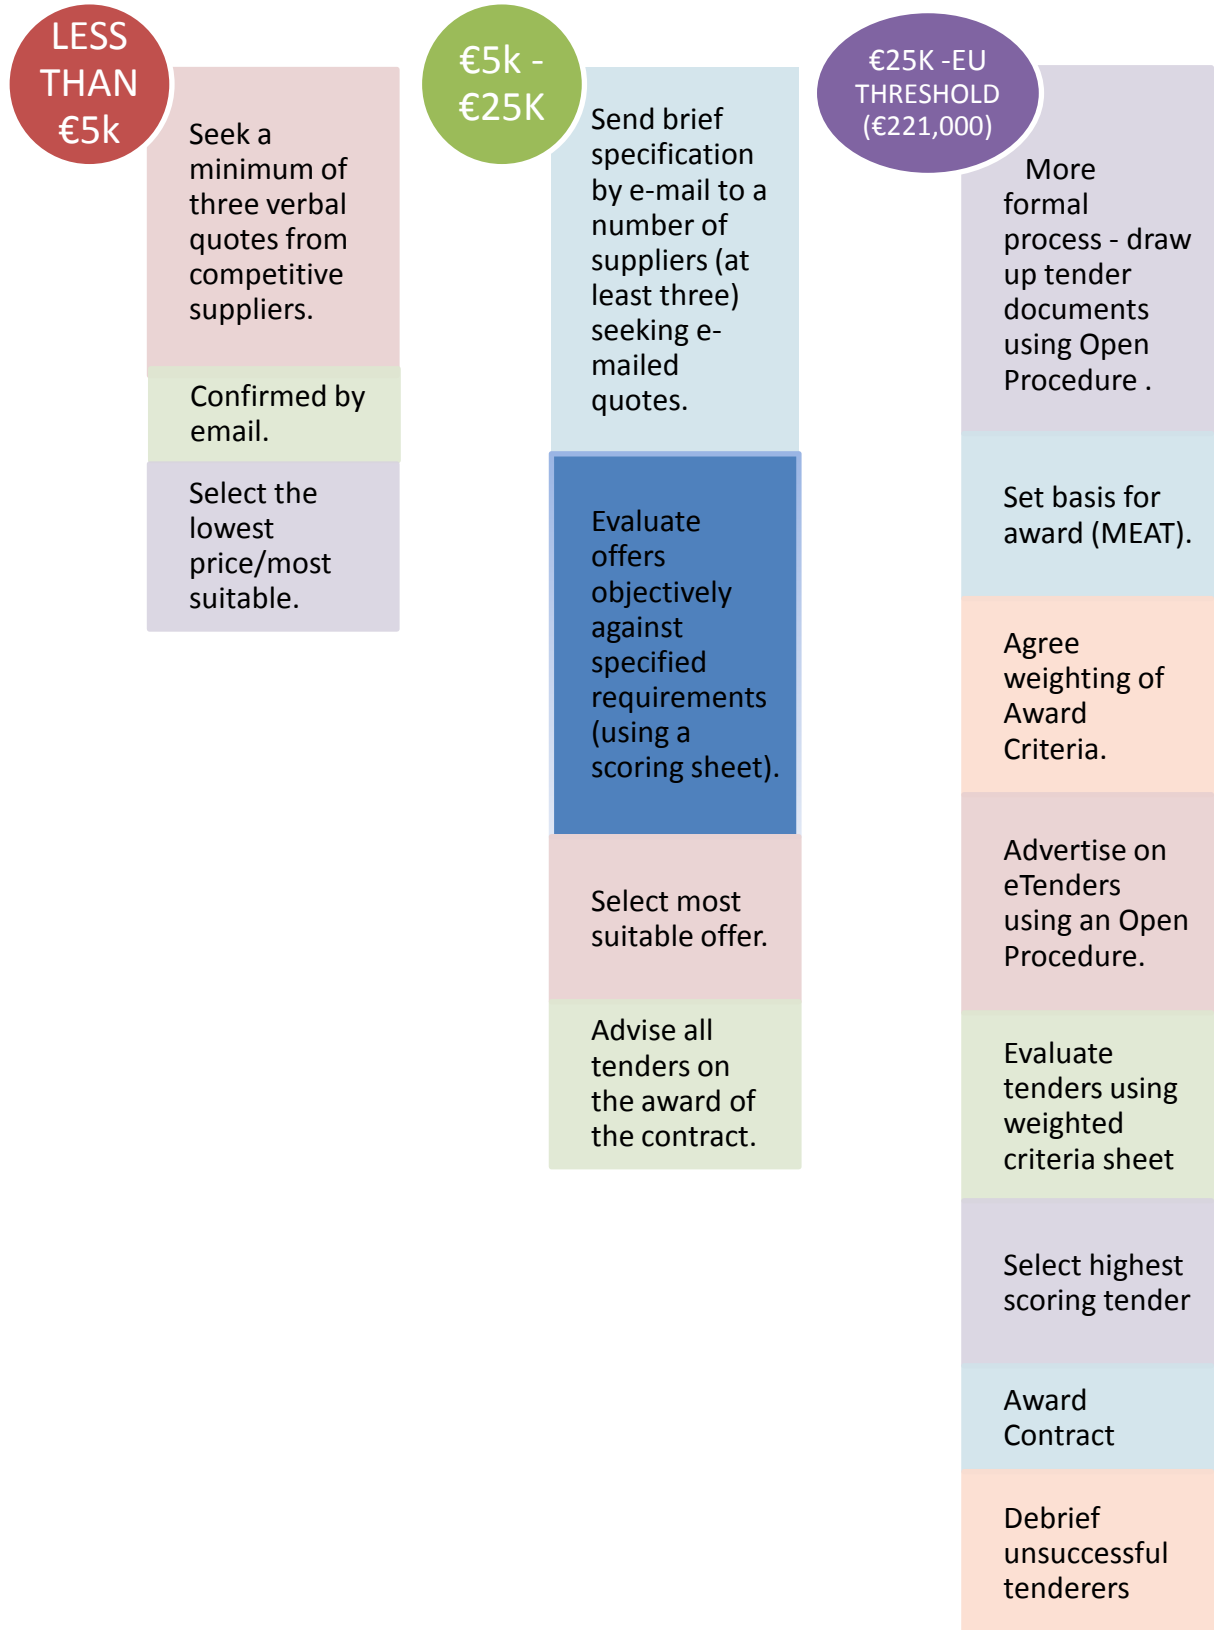 LESS
THAN
€5k
Seek a
minimum of
three verbal
quotes from
competitive
suppliers.
Confirmed by
email.
Select the
lowest
price/most
suitable.
€5k -
€25K
Send brief
specification
by e-mail to a
number of
suppliers (at
least three)
seeking e-
mailed
quotes.
Evaluate
offers
objectively
against
specified
requirements
(using a
scoring sheet).
Select most
suitable offer.
Advise all
tenders on
the award of
the contract.
€25K -EU
THRESHOLD
(€221,000)
More
formal
process - draw
up tender
documents
using Open
Procedure .
Set basis for
award (MEAT).
Agree
weighting of
Award
Criteria.
Advertise on
eTenders
using an Open
Procedure.
Evaluate
tenders using
weighted
criteria sheet
Select highest
scoring tender
Award
Contract
Debrief
unsuccessful
tenderers